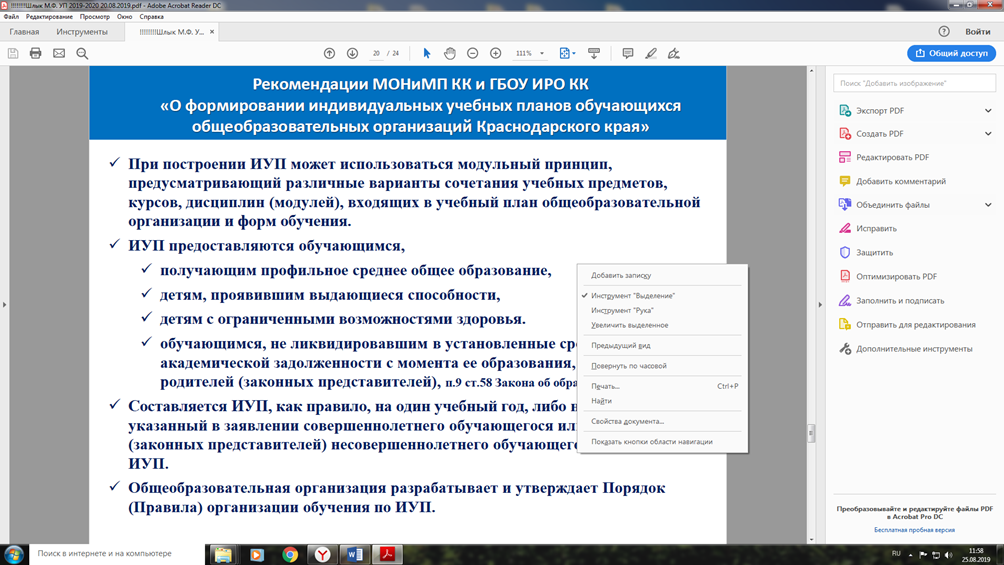 !!!!!!!Шлык М.Ф. УП 2019-2020 20.08.2019.pdf - Adobe Acrobat Reader DC
Файл Редактирование Просмотр Окно Справка
Главная Инструменты !!!!!!!!Шлык М.Ф. У... × Войти
20 / 24 111% Общий доступ
Рекомендации МОНиМП КК и ГБОУ ИРО КК
«О формировании индивидуальных учебных планов обучающихся
общеобразовательных организаций Краснодарского края»
При построении ИУП может использоваться модульный принцип,
предусматривающий различные варианты сочетания учебных предметов,
курсов, дисциплин (модулей), входящих в учебный план общеобразовательной
организации и форм обучения.
ИУП предоставляются обучающимся,
получающим профильное среднее общее образование,
детям, проявившим выдающиеся способности,
детям с ограниченными возможностями здоровья.
обучающимся, не ликвидировавшим в установленные ср
академической задолженности с момента ее образования,
родителей (законных представителей), п.9 ст.58 Закона об обра
Составляется ИУП, как правило, на один учебный год, либо н
указанный в заявлении совершеннолетнего обучающегося ил
(законных представителей) несовершеннолетнего обучающег
ИУП.
Общеобразовательная организация разрабатывает и утверждает Порядок
(Правила) организации обучения по ИУП.
Добавить записку
Инструмент "Выделение"
Инструмент "Рука"
Увеличить выделенное
Предыдущий вид
Повернуть по часовой
Печать... Ctrl+P
Найти
Свойства документа...
Показать кнопки области навигации
Поиск "Добавить изображение"
Экспорт PDF
Создать PDF
Редактировать PDF
Добавить комментарий
Объединить файлы
Исправить
Защитить
Оптимизировать PDF
Заполнить и подписать
Отправить для редактирования
Дополнительные инструменты
Преобразовывайте и редактируйте файлы PDF
в Acrobat Pro DC
Бесплатная пробная версия
Поиск в интернете и на компьютере
RU
11:58
25.08.2019